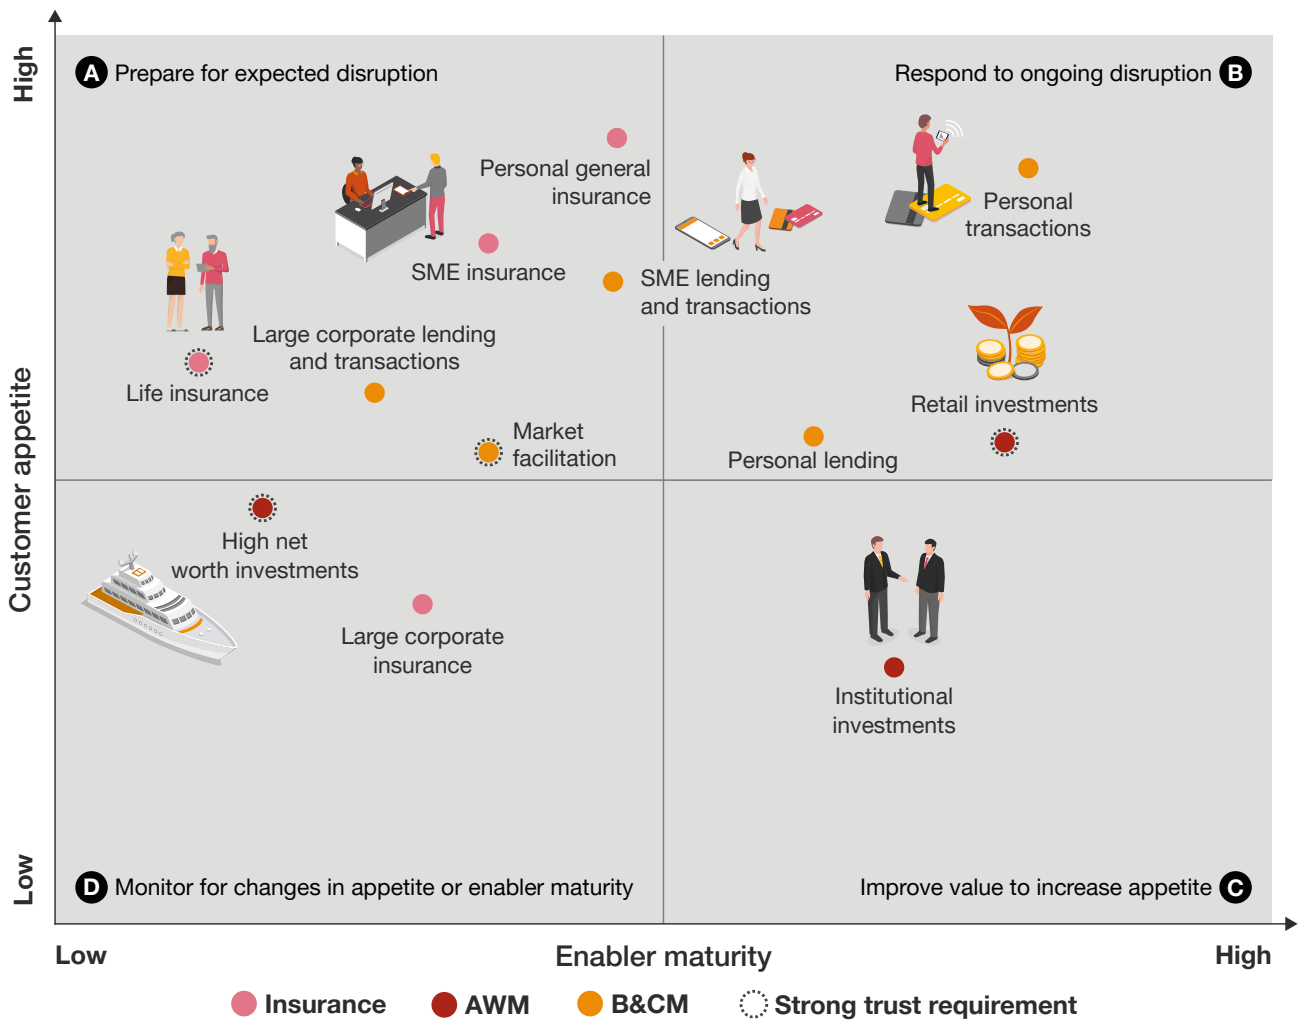 High
A Prepare for expected disruption
Respond to ongoing disruption B
Personal general
insurance
Personal
transactions
SME insurance
SME lending
and transactions
Large corporate lending
and transactions
Life insurance
Retail investments
Market
facilitation
Personal lending
Customer appetite
High net
worth investments
Large corporate
insurance
Institutional
investments
Low
D Monitor for changes in appetite or enabler maturity
Improve value to increase appetite C
Low
Enabler maturity
High
Insurance
AWM
B&CM
Strong trust requirement